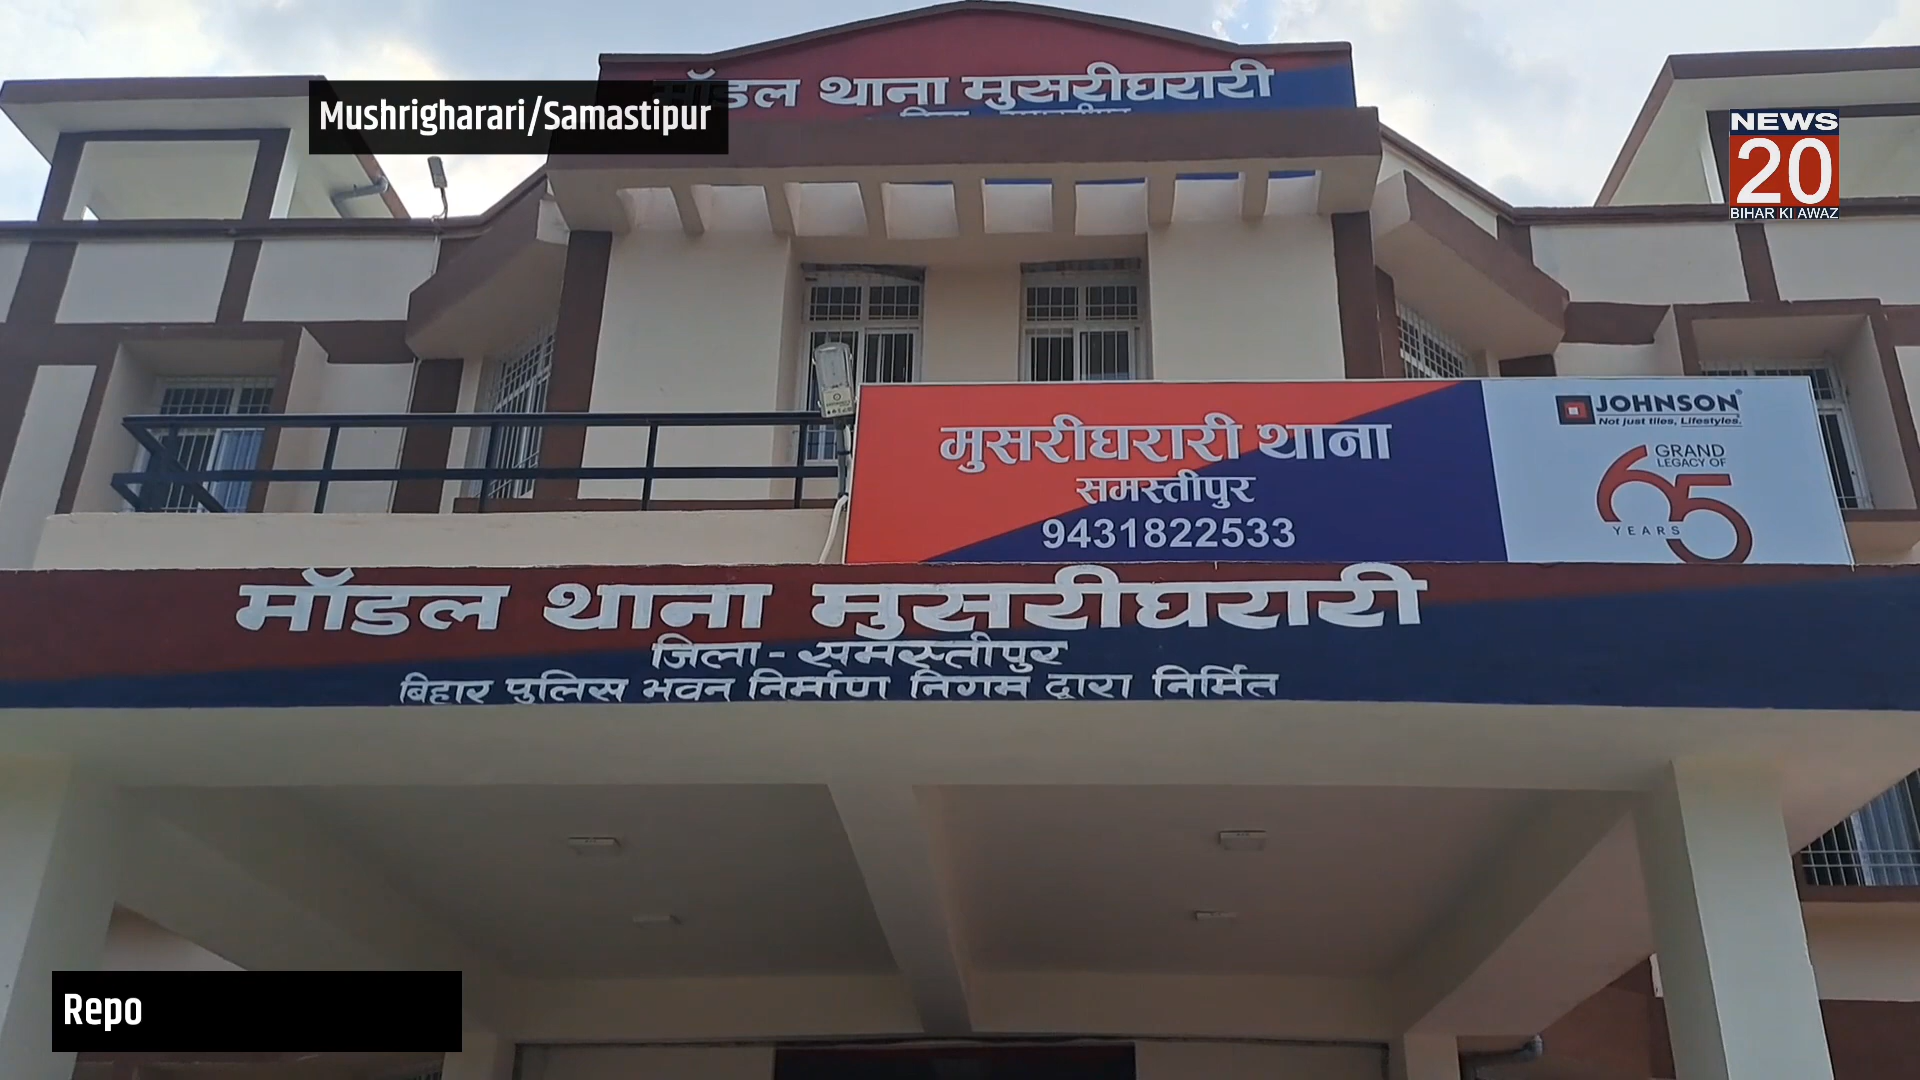 मॉडल थाना मुसरीघरारी
Mushrigharari/Samastipur
NEWS
20
BIHAR KI AWAZ
JOHNSON
Not just tiles, Lifestyles.
GRAND
LEGACY OF
65
YEARS
मुसरीघरारी थाना
समस्तीपुर
9431822533
मॉडल थाना मुसरीघरारी
जिला - समस्तीपुर
बिहार पुलिस भवन निर्माण निगम द्वारा निर्मित
Repo